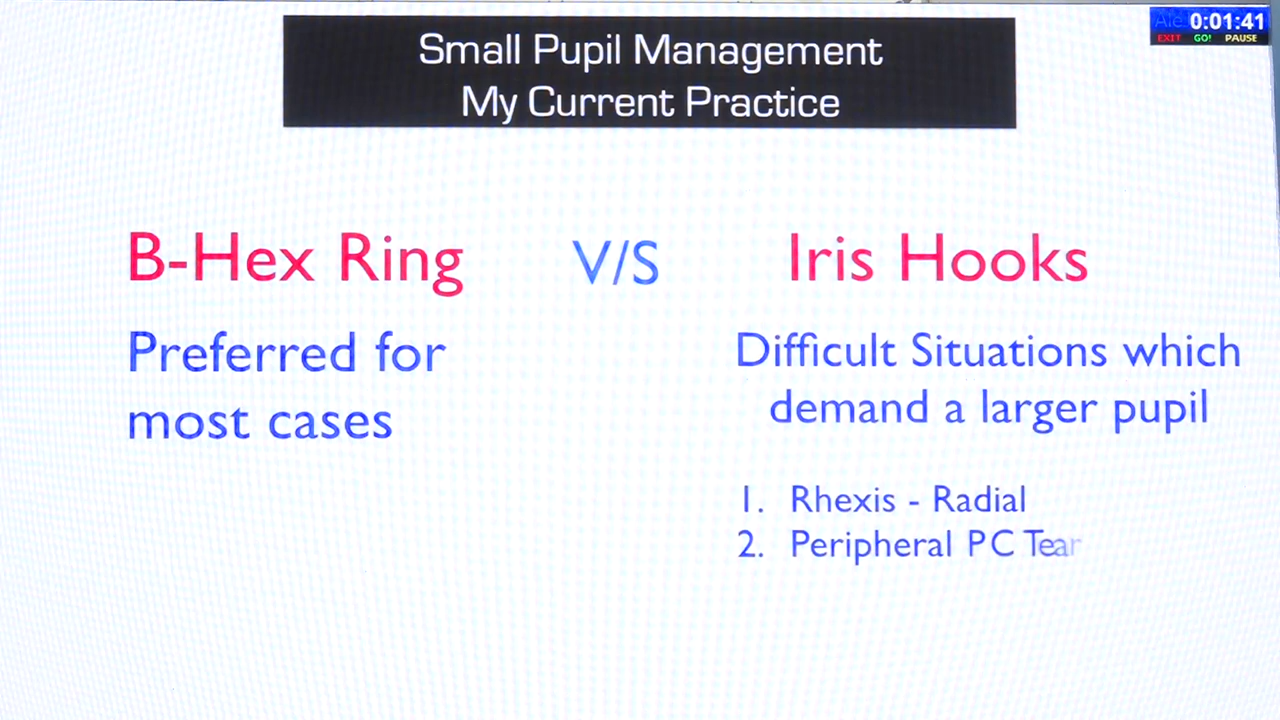 Small Pupil Management
My Current Practice
0:01:41
EXIT GO! PAUSE
B-Hex Ring V/S Iris Hooks
Preferred for
most cases
Difficult Situations which
demand a larger pupil
1. Rhexis - Radial
2. Peripheral PC Tear